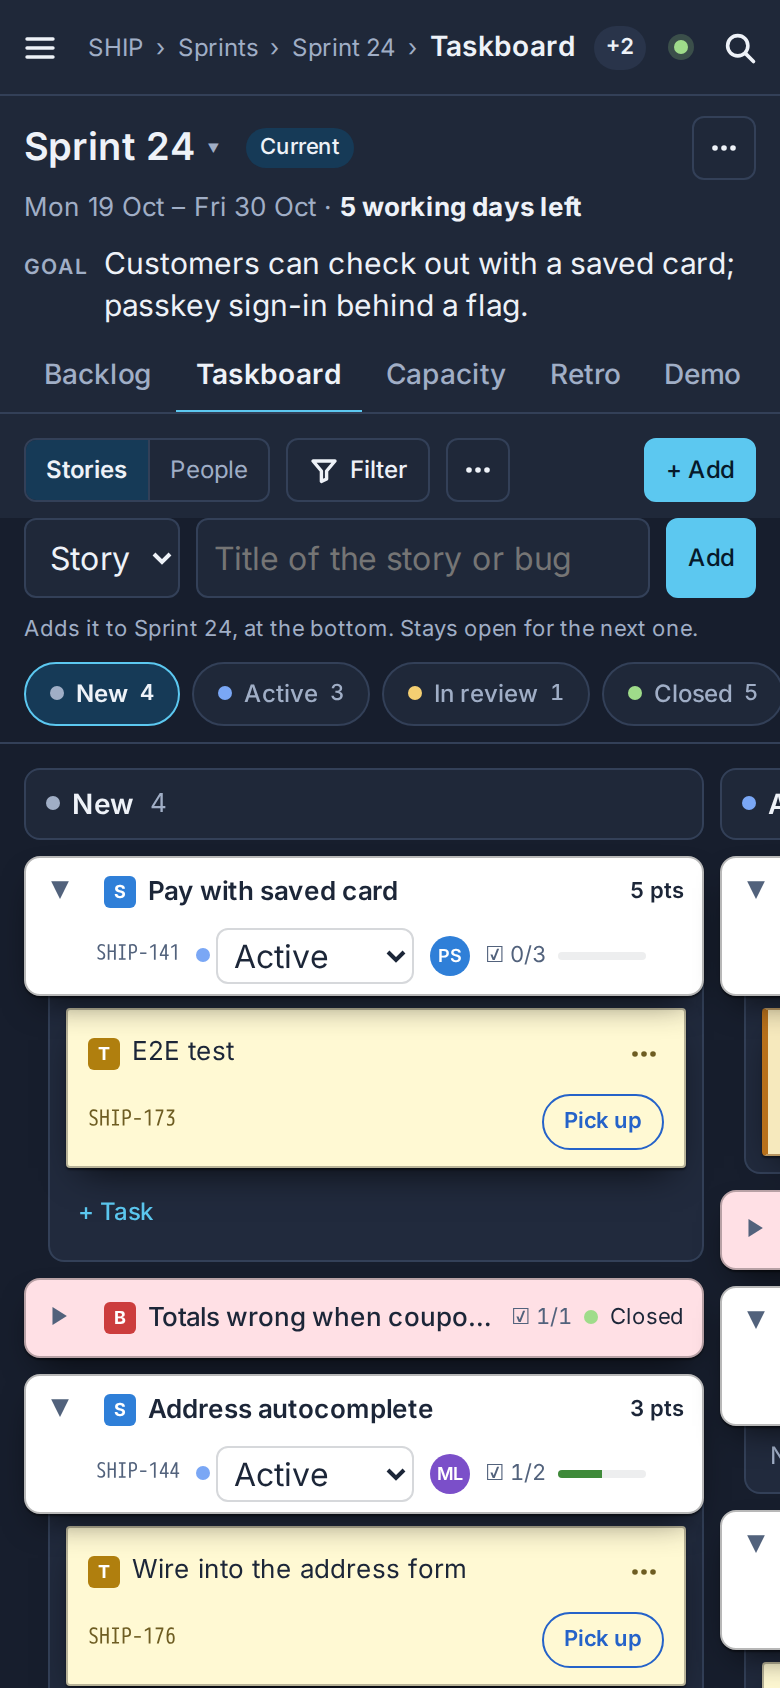 SHIP › Sprints › Sprint 24 › Taskboard +2
Sprint 24 ▾ Current •••
Mon 19 Oct – Fri 30 Oct · 5 working days left
GOAL Customers can check out with a saved card;
passkey sign-in behind a flag.
Backlog Taskboard Capacity Retro Demo
Stories People Filter ••• + Add
Story Title of the story or bug Add
Adds it to Sprint 24, at the bottom. Stays open for the next one.
New 4 Active 3 In review 1 Closed 5
New 4
S Pay with saved card 5 pts
SHIP-141 Active PS ☑ 0/3
T E2E test •••
SHIP-173 Pick up
+ Task
B Totals wrong when coupo... ☑ 1/1 Closed
S Address autocomplete 3 pts
SHIP-144 Active ML ☑ 1/2
T Wire into the address form •••
SHIP-176 Pick up